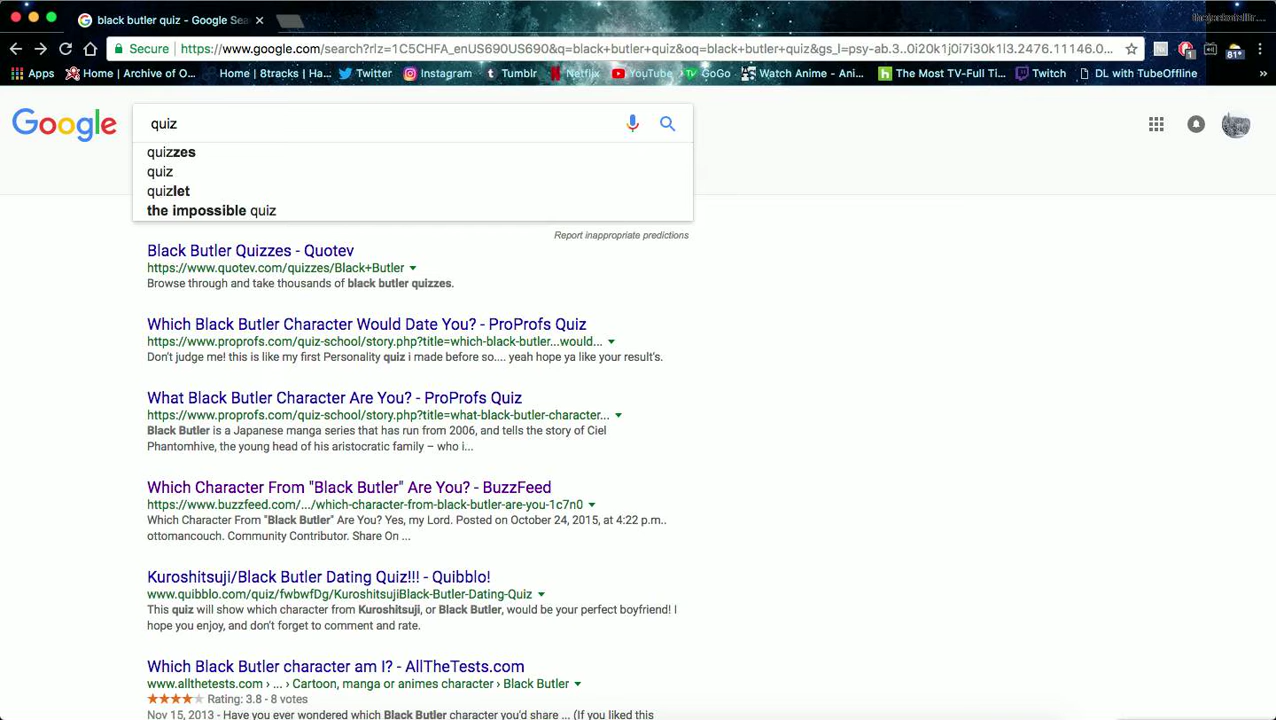 black butler quiz - Google Sea
Secure https://www.google.com/search?rlz=1C5CHFA_enUS690US690&q=black+butler+quiz&oq=black+butler+quiz&gs_l=psy-ab.3..0i20k1j0i7i30k1l3.2476.11146.0...
1
81°
Apps Home | Archive of O... Home | 8tracks | Ha... Twitter Instagram Tumblr Netflix YouTube GoGo Watch Anime - Ani... The Most TV-Full Ti... Twitch DL with TubeOffline »
Google
quiz
quizzes
quiz
quizlet
the impossible quiz
Report inappropriate predictions
Black Butler Quizzes - Quotev
https://www.quotev.com/quizzes/Black+Butler
Browse through and take thousands of black butler quizzes.
Which Black Butler Character Would Date You? - ProProfs Quiz
https://www.proprofs.com/quiz-school/story.php?title=which-black-butler...would...
Don't judge me! this is like my first Personality quiz i made before so.... yeah hope ya like your result's.
What Black Butler Character Are You? - ProProfs Quiz
https://www.proprofs.com/quiz-school/story.php?title=what-black-butler-character...
Black Butler is a Japanese manga series that has run from 2006, and tells the story of Ciel
Phantomhive, the young head of his aristocratic family – who i...
Which Character From "Black Butler" Are You? - BuzzFeed
https://www.buzzfeed.com/.../which-character-from-black-butler-are-you-1c7n0
Which Character From "Black Butler" Are You? Yes, my Lord. Posted on October 24, 2015, at 4:22 p.m..
ottomancouch. Community Contributor. Share On ...
Kuroshitsuji/Black Butler Dating Quiz!!! - Quibblo!
www.quibblo.com/quiz/fwbwfDg/KuroshitsujiBlack-Butler-Dating-Quiz
This quiz will show which character from Kuroshitsuji, or Black Butler, would be your perfect boyfriend! I
hope you enjoy, and don't forget to comment and rate.
Which Black Butler character am I? - AllTheTests.com
www.allthetests.com › ... › Cartoon, manga or animes character › Black Butler
Rating: 3.8 - 8 votes
Nov 15, 2013 - Have you ever wondered which Black Butler character you'd share ... (If you liked this